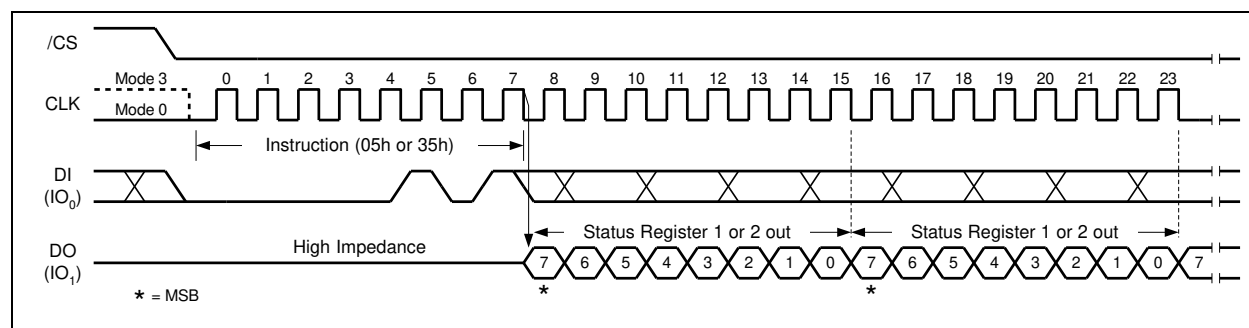 /CS
Mode 3 0 1 2 3 4 5 6 7 8 9 10 11 12 13 14 15 16 17 18 19 20 21 22 23
CLK
Mode 0
Instruction (05h or 35h)
DI
(IO0)
Status Register 1 or 2 out Status Register 1 or 2 out
DO High Impedance
7 6 5 4 3 2 1 0 7 6 5 4 3 2 1 0 7
(IO1)
* *
* = MSB